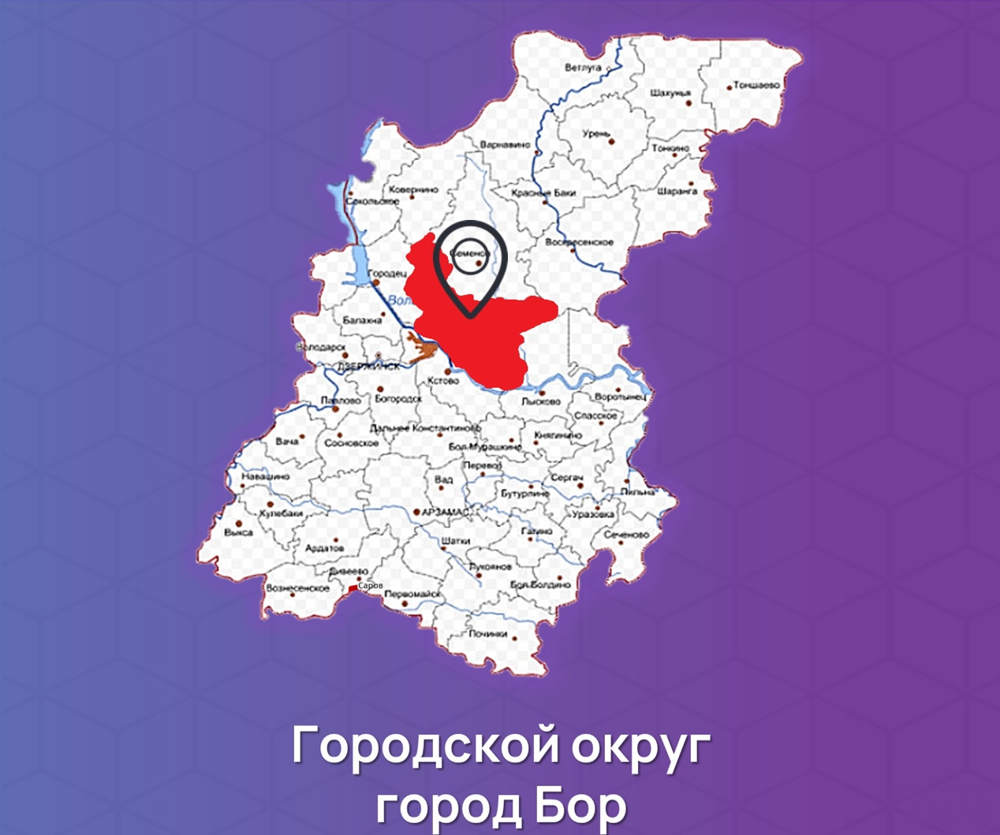 Ветлуга
Тоншаево
Шахунья
Урень
Варнавино
Тонкино
Ковернино
Красные Баки
Шаранга
Сокольское
Воскресенское
Семенов
Городец
Вол
Балахна
Володарск
ДЗЕРЖИНСК
Кстово
Павлово
Богородск
Лысково
Воротынец
Спасское
Дальнее Константиново
Княгинино
Вача
Сосновское
Бол.Мурашкино
Перевоз
Навашино
Вад
Сергач
Бутурлино
Пильна
Кулебаки
АРЗАМАС
Уразовка
Выкса
Гагино
Сеченово
Ардатов
Шатки
Дивеево
Лукоянов
Вознесенское
Саров
Бол.Болдино
Первомайск
Починки
Городской округ
город Бор